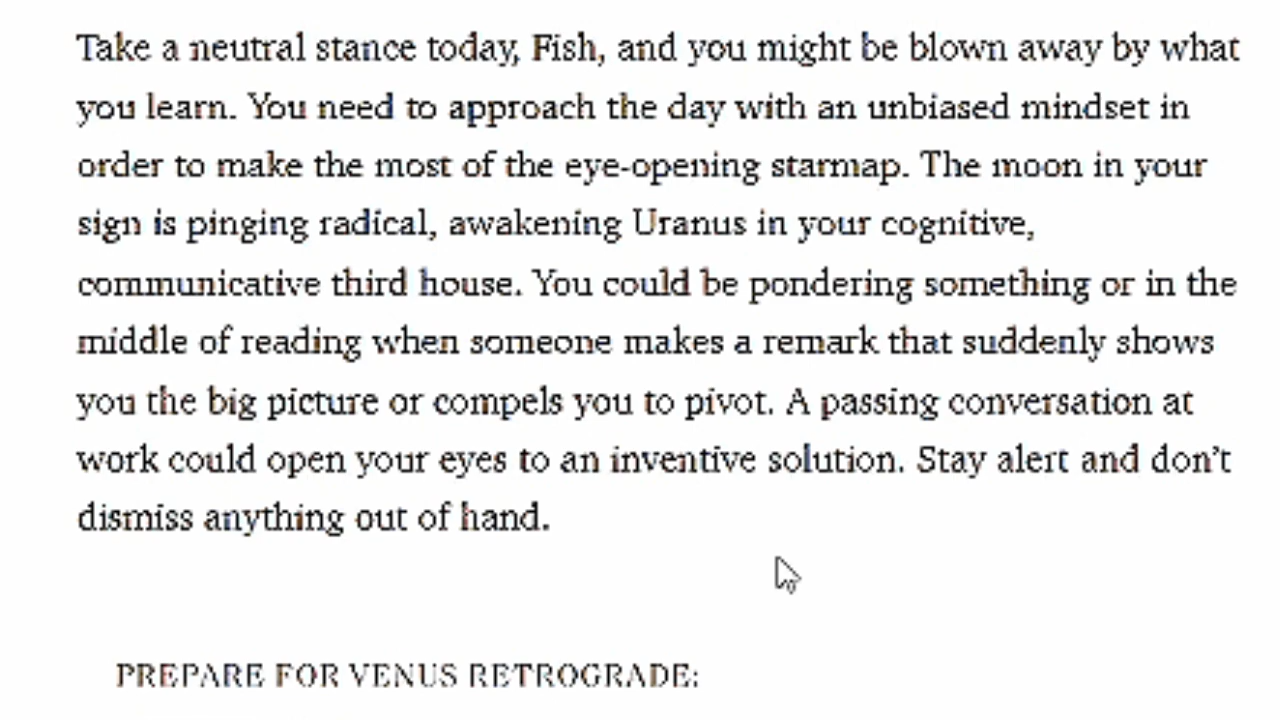 Take a neutral stance today, Fish, and you might be blown away by what
you learn. You need to approach the day with an unbiased mindset in
order to make the most of the eye-opening starmap. The moon in your
sign is pinging radical, awakening Uranus in your cognitive,
communicative third house. You could be pondering something or in the
middle of reading when someone makes a remark that suddenly shows
you the big picture or compels you to pivot. A passing conversation at
work could open your eyes to an inventive solution. Stay alert and don’t
dismiss anything out of hand.
PREPARE FOR VENUS RETROGRADE: